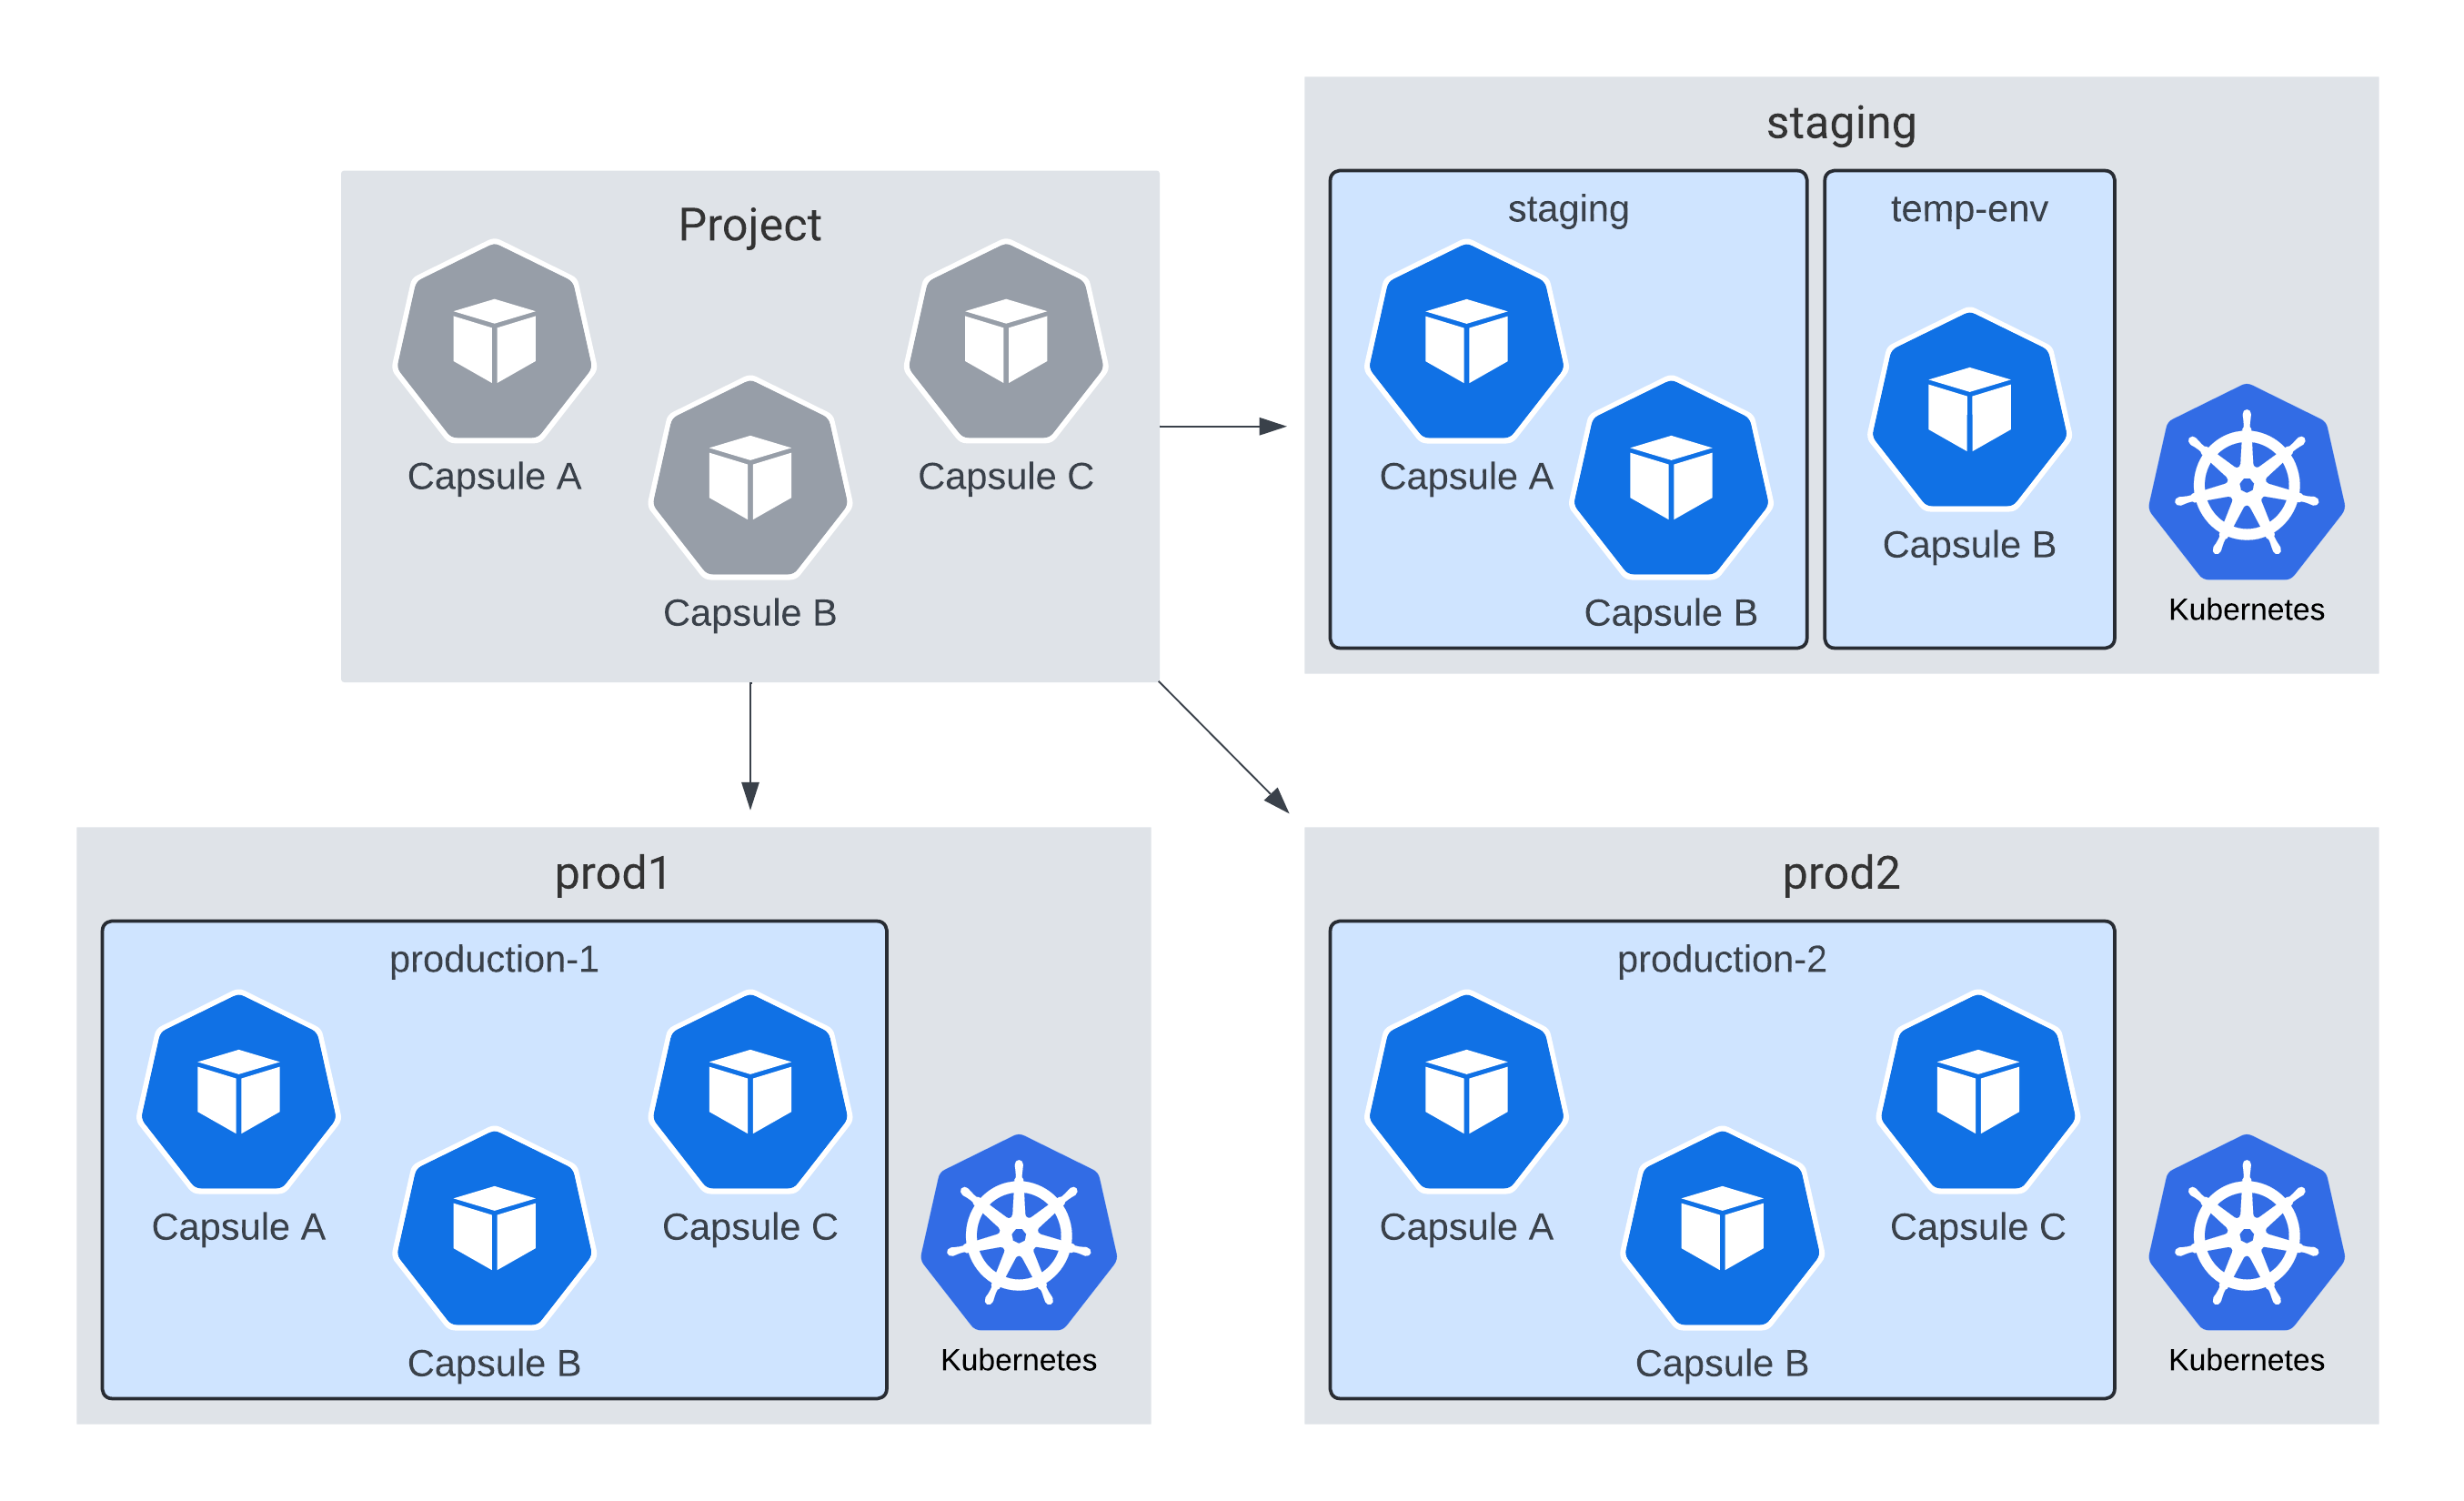 Project
Capsule A
Capsule C
Capsule B
staging
staging
temp-env
Capsule A
Capsule B
Capsule B
Kubernetes
prod1
production-1
Capsule A
Capsule C
Capsule B
Kubernetes
prod2
production-2
Capsule A
Capsule C
Capsule B
Kubernetes